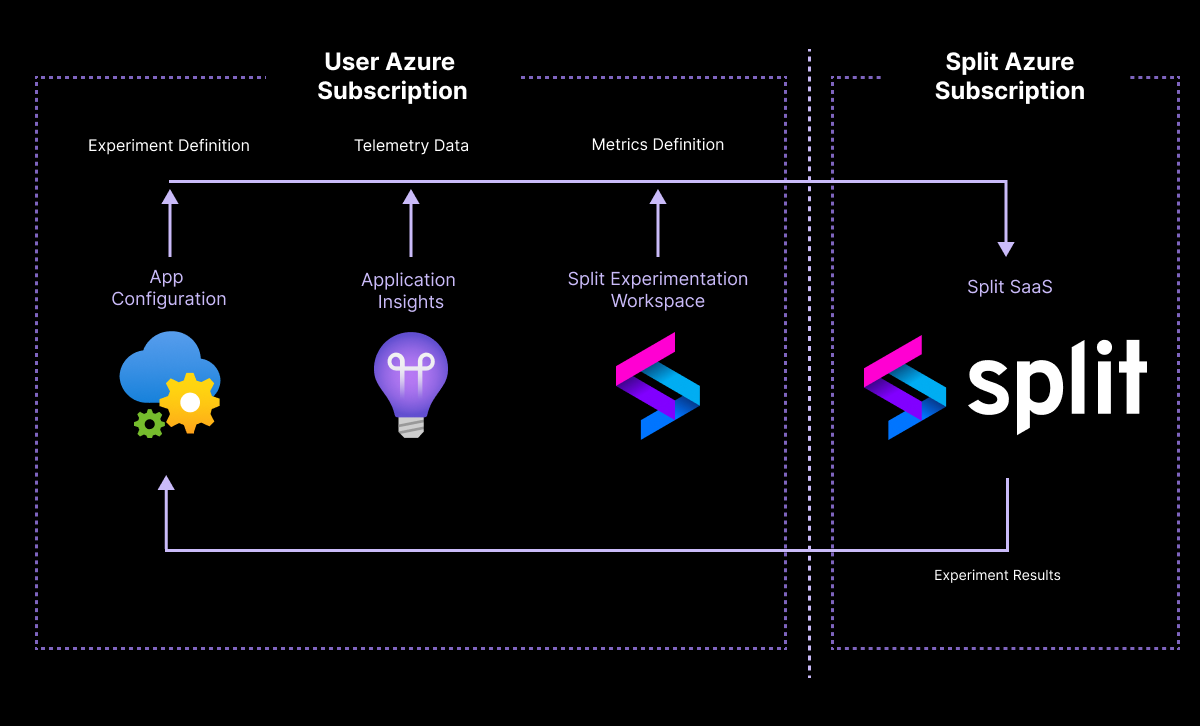 User Azure
Subscription
Split Azure
Subscription
Experiment Definition
Telemetry Data
Metrics Definition
App
Configuration
Application
Insights
Split Experimentation
Workspace
Split SaaS
split
Experiment Results